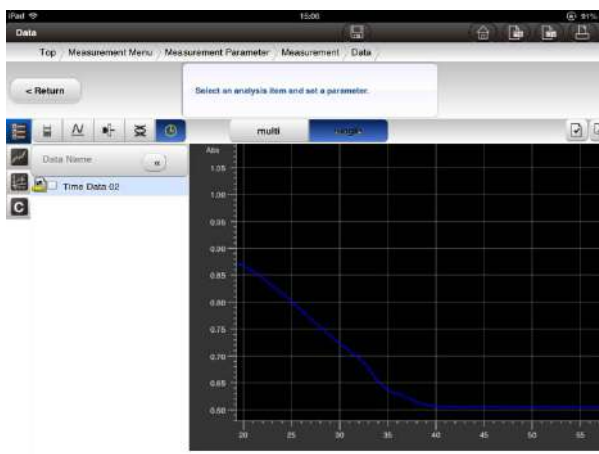 iPad 15:00 91%
Data
Top / Measurement Menu / Measurement Parameter / Measurement / Data
< Return
Select an analysis item and set a parameter.
multi single
Data Name «
Time Data 02
C
Abs
1.05
1.00
0.95
0.90
0.85
0.80
0.75
0.70
0.65
0.60
20 25 30 35 40 45 50 55